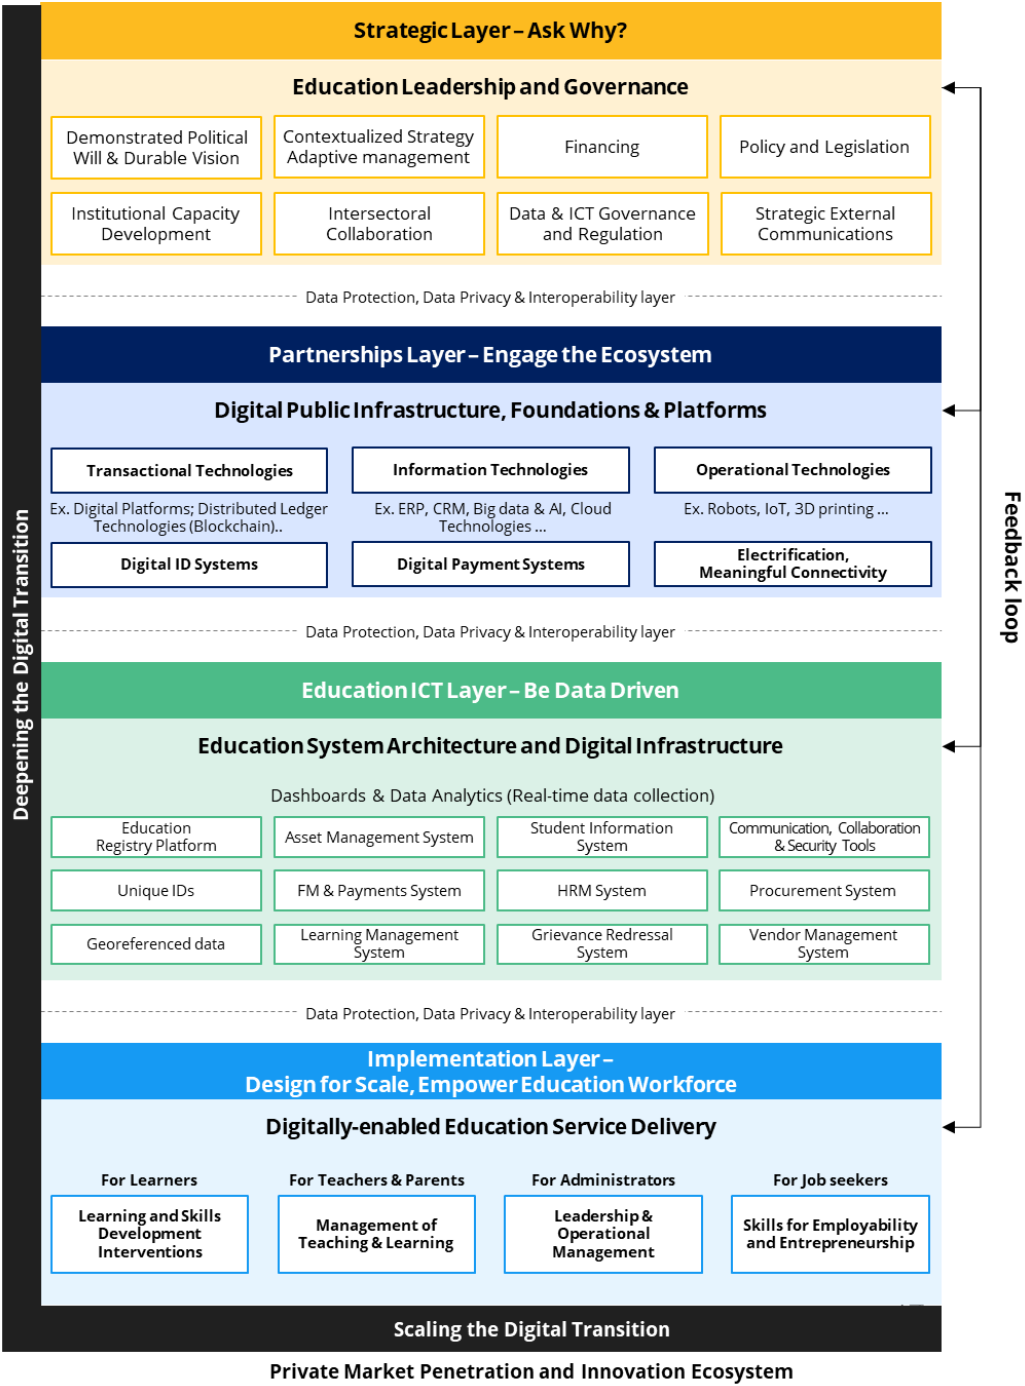 Strategic Layer – Ask Why?
Education Leadership and Governance
Demonstrated Political
Will & Durable Vision
Contextualized Strategy
Adaptive management
Financing
Policy and Legislation
Institutional Capacity
Development
Intersectoral
Collaboration
Data & ICT Governance
and Regulation
Strategic External
Communications
Data Protection, Data Privacy & Interoperability layer
Partnerships Layer – Engage the Ecosystem
Digital Public Infrastructure, Foundations & Platforms
Transactional Technologies
Information Technologies
Operational Technologies
Ex. Digital Platforms; Distributed Ledger
Technologies (Blockchain)..
Ex. ERP, CRM, Big data & AI, Cloud
Technologies ...
Ex. Robots, IoT, 3D printing ...
Digital ID Systems
Digital Payment Systems
Electrification,
Meaningful Connectivity
Data Protection, Data Privacy & Interoperability layer
Education ICT Layer – Be Data Driven
Education System Architecture and Digital Infrastructure
Dashboards & Data Analytics (Real-time data collection)
Education
Registry Platform
Asset Management System
Student Information
System
Communication, Collaboration
& Security Tools
Unique IDs
FM & Payments System
HRM System
Procurement System
Georeferenced data
Learning Management
System
Grievance Redressal
System
Vendor Management
System
Data Protection, Data Privacy & Interoperability layer
Implementation Layer –
Design for Scale, Empower Education Workforce
Digitally-enabled Education Service Delivery
For Learners
For Teachers & Parents
For Administrators
For Job seekers
Learning and Skills
Development
Interventions
Management of
Teaching & Learning
Leadership &
Operational
Management
Skills for Employability
and Entrepreneurship
Deepening the Digital Transition
Feedback loop
Scaling the Digital Transition
Private Market Penetration and Innovation Ecosystem